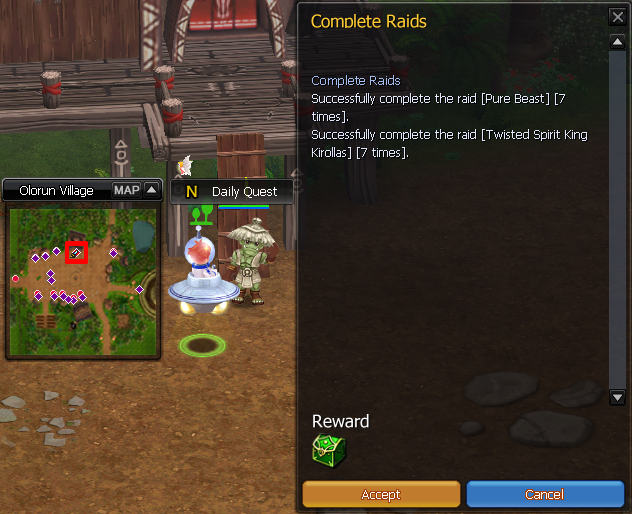 Complete Raids
Complete Raids
Successfully complete the raid [Pure Beast] [7
times].
Successfully complete the raid [Twisted Spirit King
Kirollas] [7 times].
Olorun Village
MAP
N Daily Quest
Reward
Accept
Cancel